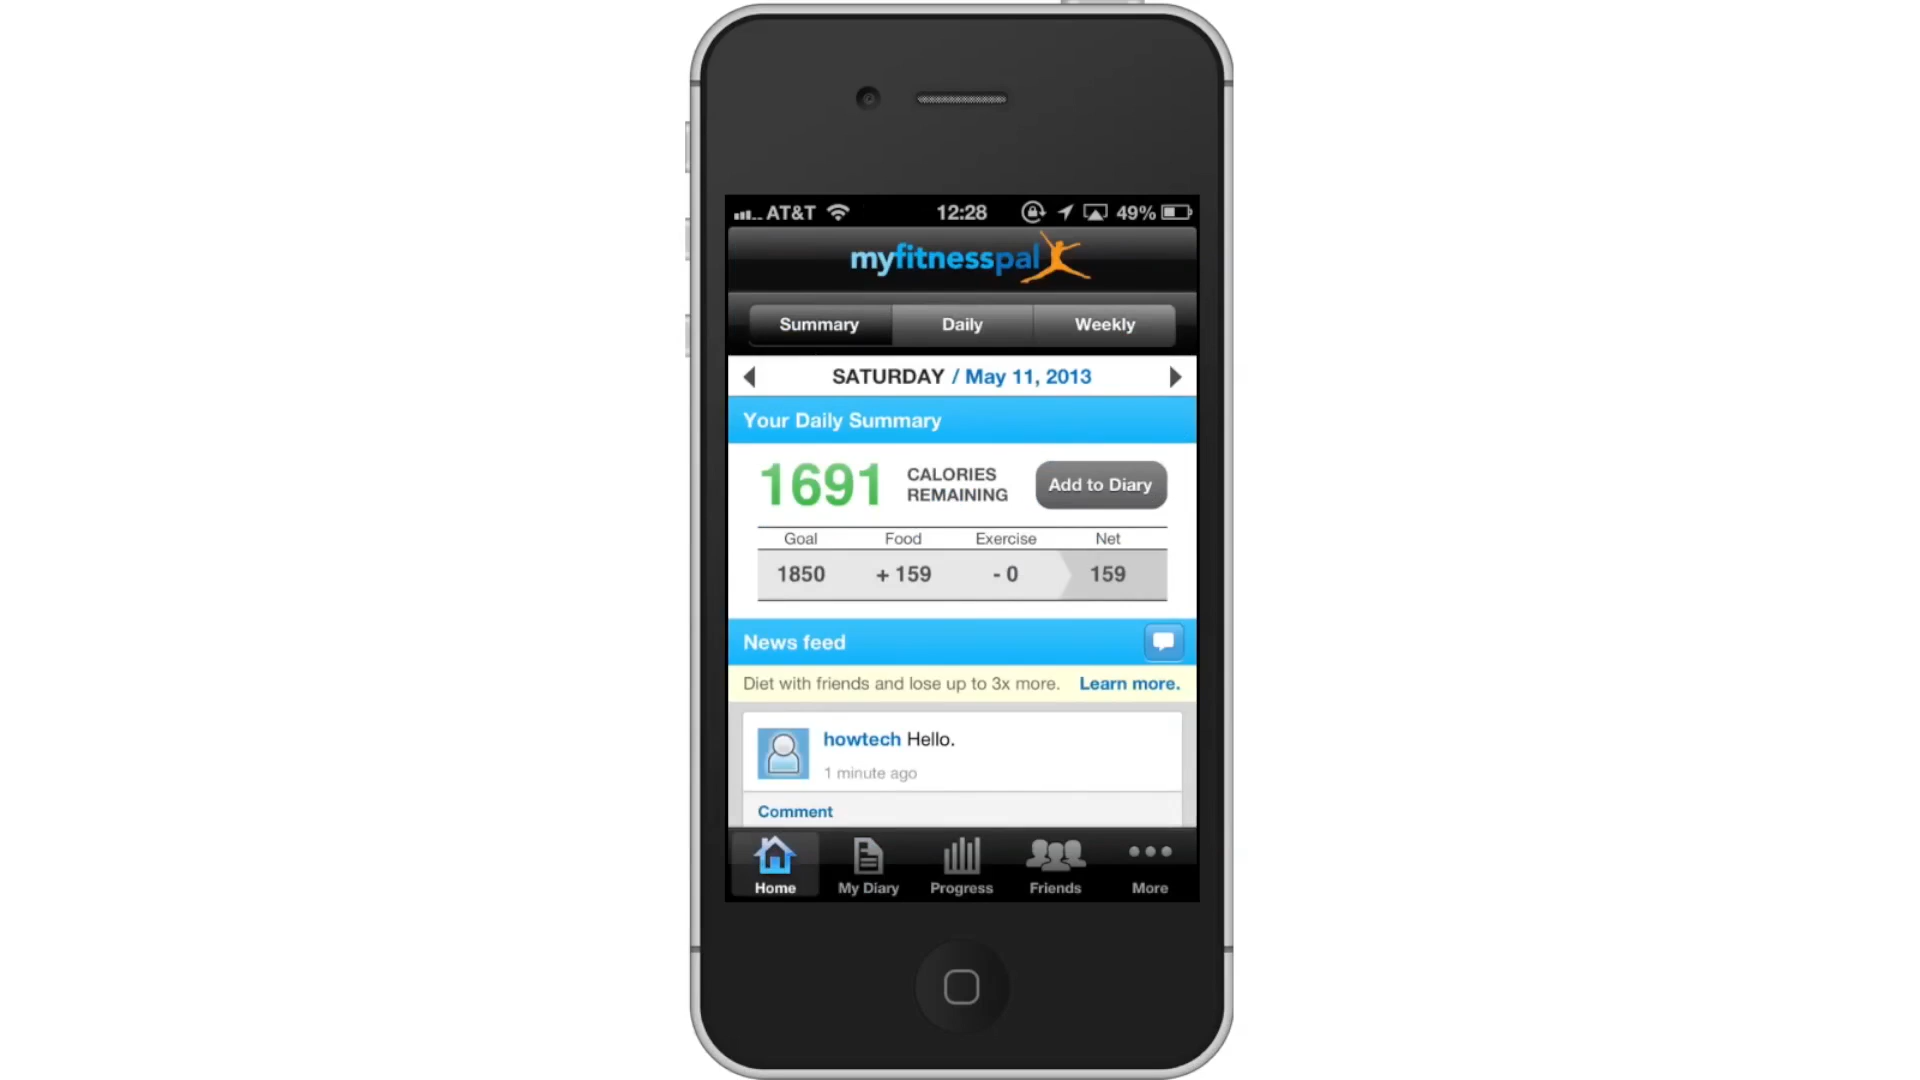 AT&T 12:28 49%
myfitnesspal
Summary Daily Weekly
SATURDAY / May 11, 2013
Your Daily Summary
1691 CALORIES REMAINING Add to Diary
Goal Food Exercise Net
1850 + 159 - 0 159
News feed
Diet with friends and lose up to 3x more. Learn more.
howtech Hello.
1 minute ago
Comment
Home My Diary Progress Friends More